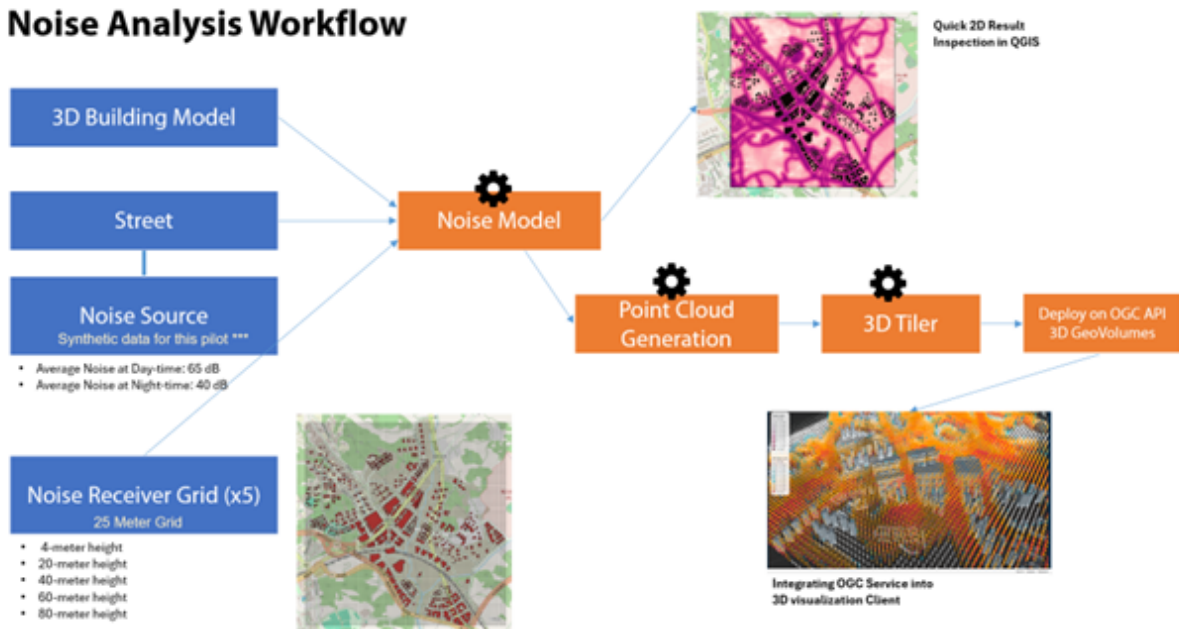 Noise Analysis Workflow
Quick 2D Result
Inspection in QGIS
3D Building Model
Street
Noise Model
Noise Source
Synthetic data for this pilot ***
• Average Noise at Day-time: 65 dB
• Average Noise at Night-time: 40 dB
Point Cloud
Generation
3D Tiler
Deploy on OGC API
3D GeoVolumes
Noise Receiver Grid (x5)
25 Meter Grid
• 4-meter height
• 20-meter height
• 40-meter height
• 60-meter height
• 80-meter height
Integrating OGC Service into
3D visualization Client